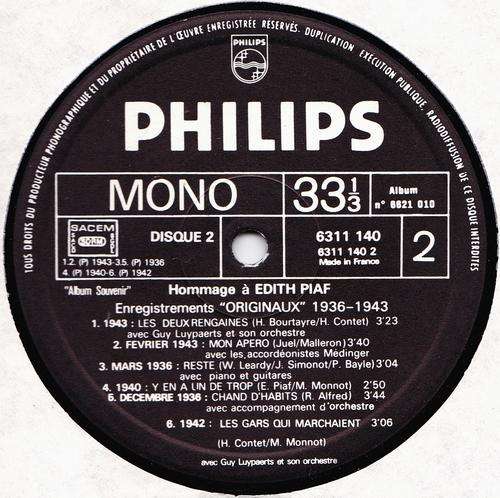 TOUS DROITS DU PRODUCTEUR PHONOGRAPHIQUE ET DU PROPRIÉTAIRE DE L'ŒUVRE ENREGISTRÉE RÉSERVÉS. DUPLICATION EXÉCUTION PUBLIQUE, RADIODIFFUSION DE CE DISQUE INTERDITES
PHILIPS
PHILIPS
MONO
33 1/3
Album
n° 6621 010
SACEM
SACD
SDRM
SGDL
DISQUE 2
6311 140
6311 140 2
Made in France
2
1.2. (P) 1943-3.5. (P) 1936
4. (P) 1940-6. (P) 1942
"Album Souvenir"
Hommage à EDITH PIAF
Enregistrements "ORIGINAUX" 1936-1943
1. 1943 : LES DEUX RENGAINES (H. Bourtayre/H. Contet) 3'23
avec Guy Luypaerts et son orchestre
2. FEVRIER 1943 : MON APERO (Juel/Malleron) 3'40
avec les accordéonistes Médinger
3. MARS 1936 : RESTE (W. Leardy/J. Simonot/P. Bayle) 3'04
avec piano et guitares
4. 1940 : Y EN A UN DE TROP (E. Piaf/M. Monnot) 2'50
6. DECEMBRE 1936 : CHAND D'HABITS (R. Alfred) 3'44
avec accompagnement d'orchestre
6. 1942 : LES GARS QUI MARCHAIENT 3'06
(H. Contet/M. Monnot)
avec Guy Luypaerts et son orchestre